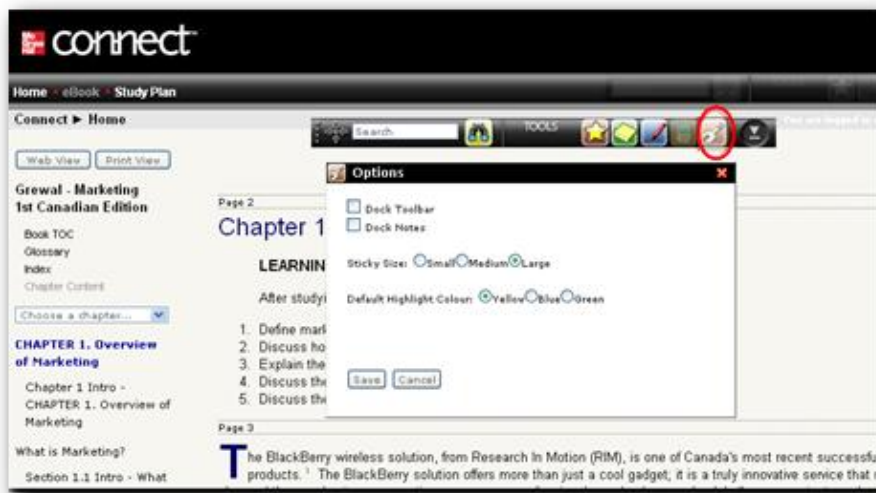 connect
Home eBook Study Plan
Connect ► Home
Search
TOOLS
Web View Print View
Options
Grewal - Marketing
1st Canadian Edition
Page 2
Dock Toolbar
Dock Notes
Book TOC
Glossary
Index
Chapter Content
Chapter 1
LEARNIN
Sticky Size: Small Medium Large
After studyi
Default Highlight Colour: Yellow Blue Green
Choose a chapter...
1. Define mark
2. Discuss ho
3. Explain the
4. Discuss the
5. Discuss the
Save Cancel
CHAPTER 1. Overview
of Marketing
Chapter 1 Intro -
CHAPTER 1. Overview of
Marketing
Page 3
What is Marketing?
Section 1.1 Intro - What
The BlackBerry wireless solution, from Research In Motion (RIM), is one of Canada's most recent successfu
products. 1 The BlackBerry solution offers more than just a cool gadget, it is a truly innovative service that